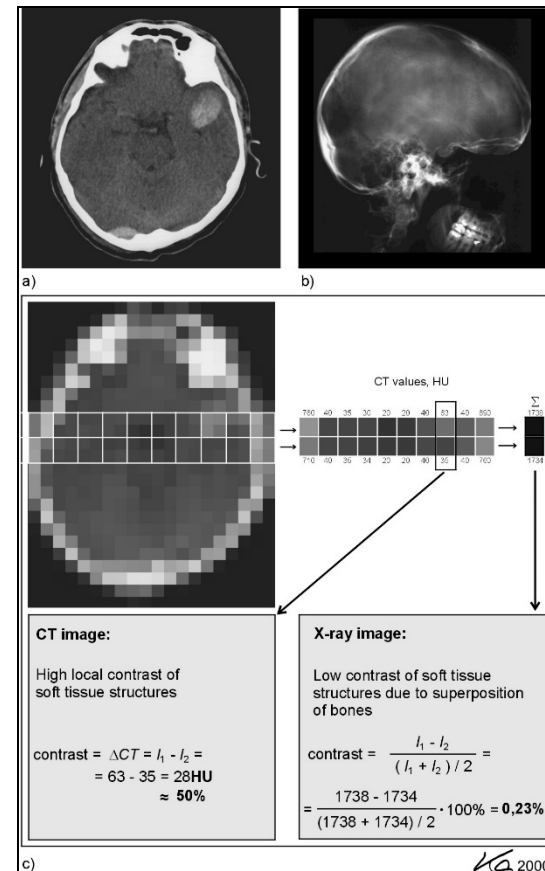 a)
b)
CT values, HU
Σ
760 40 35 30 20 20 40 63 40 690 1738
710 40 36 34 20 20 40 35 40 760 1734
CT image:
High local contrast of
soft tissue structures
contrast = ΔCT = I₁ - I₂ =
= 63 - 35 = 28HU
≈ 50%
X-ray image:
Low contrast of soft tissue
structures due to superposition
of bones
contrast = I₁ - I₂ / ( I₁ + I₂ ) / 2 =
= 1738 - 1734 / (1738 + 1734) / 2 ·100% = 0,23%
c)
2000